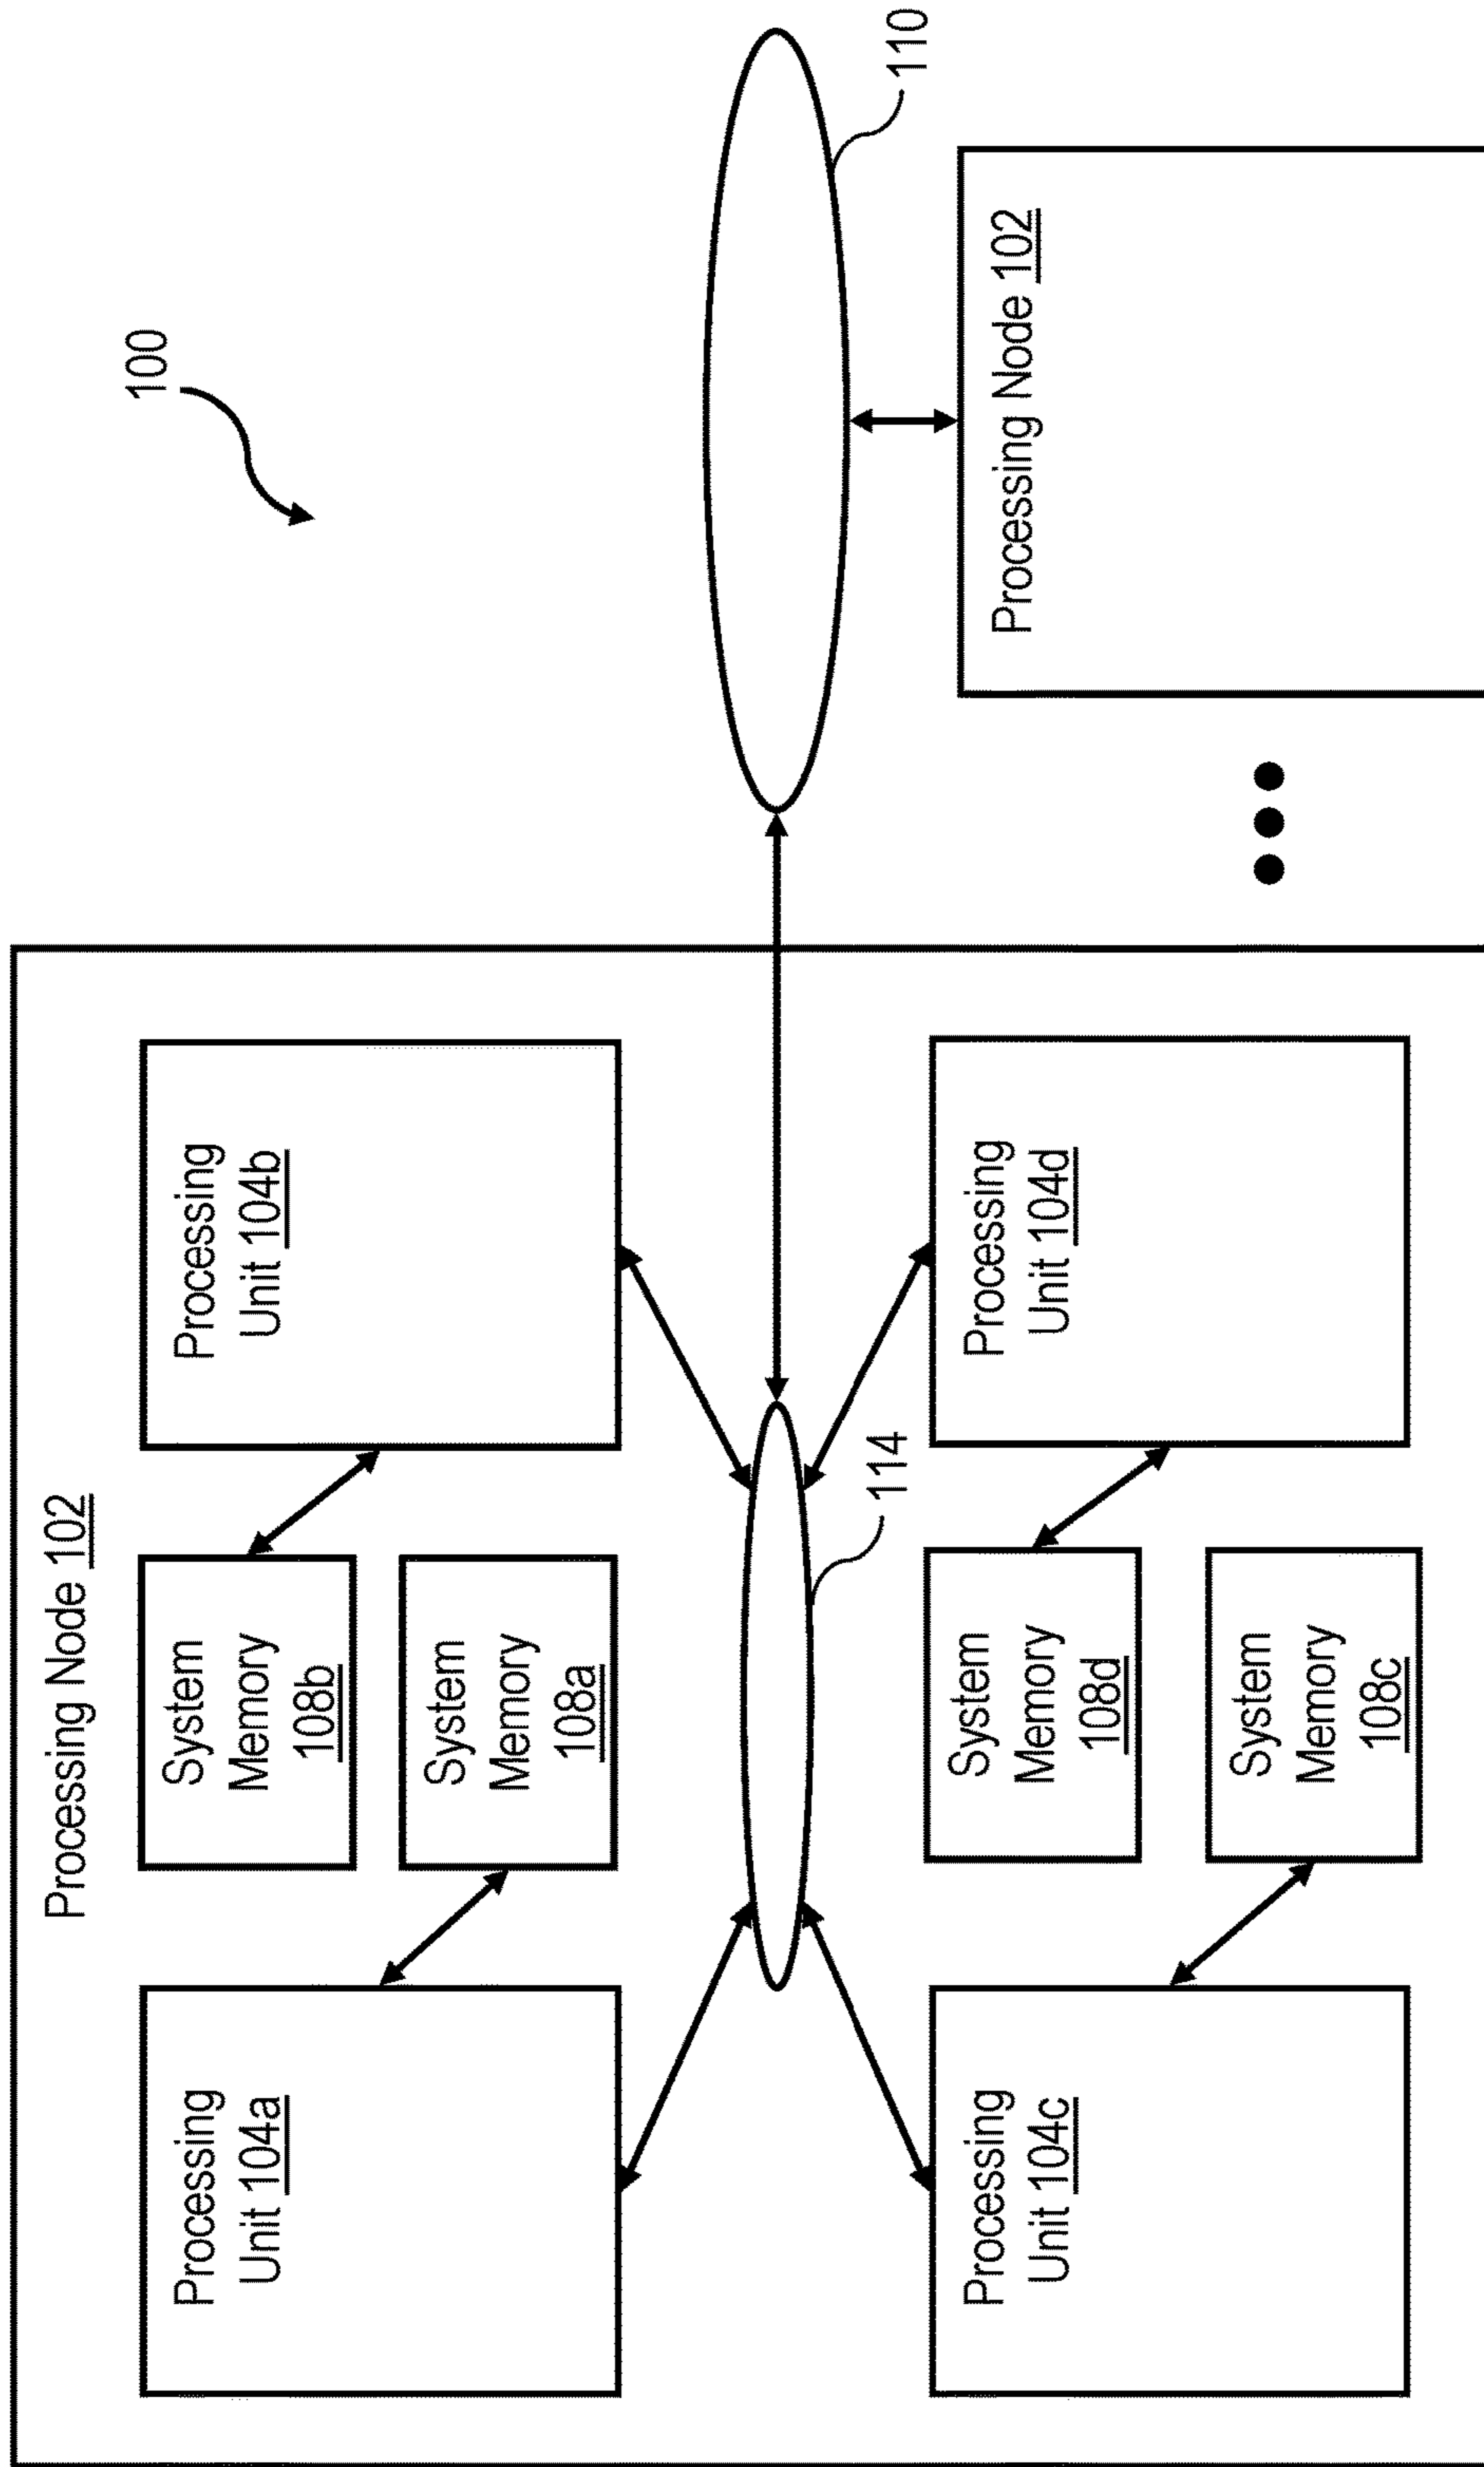 100
Processing Node 102
Processing
Unit 104a
System
Memory
108b
System
Memory
108a
Processing
Unit 104b
114
110
Processing
Unit 104c
System
Memory
108d
System
Memory
108c
Processing
Unit 104d
Processing Node 102